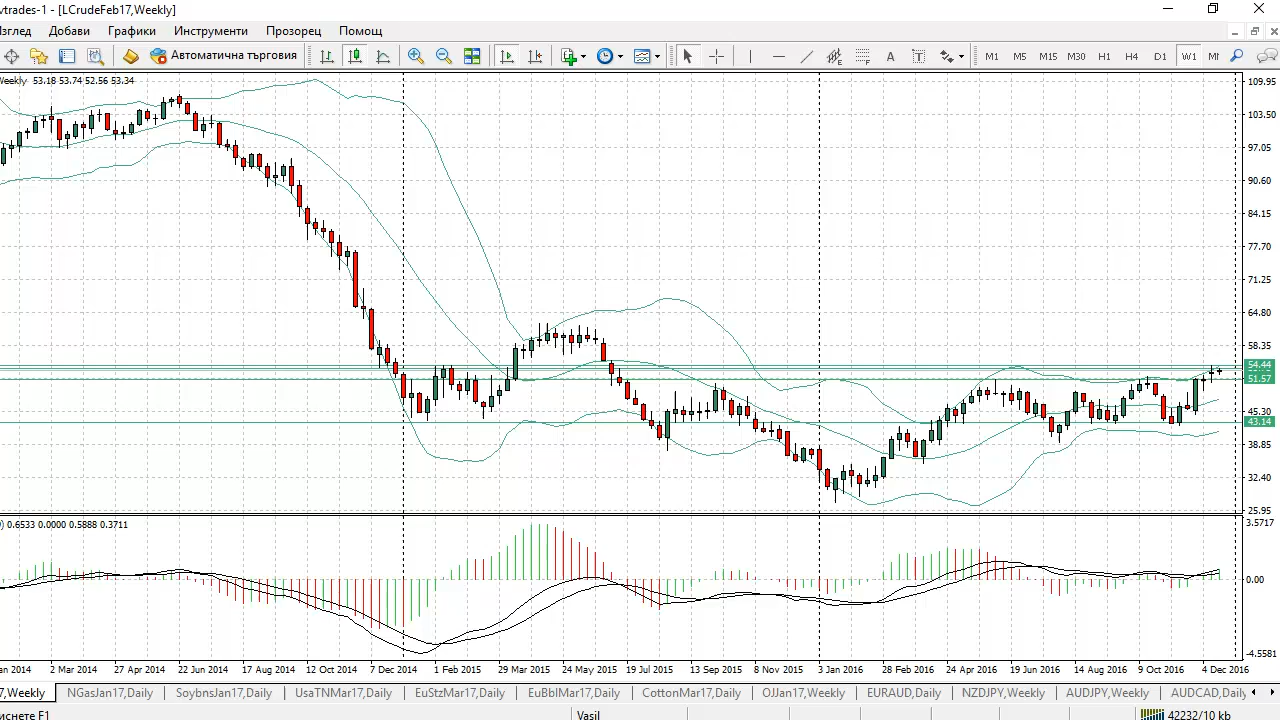 vtrades-1 - [LCrudeFeb17,Weekly]
зглед Добави Графики Инструменти Прозорец Помощ
Автоматична търговия A T M1 M5 M15 M30 H1 H4 D1 W1
Weekly 53.18 53.74 52.56 53.34
109.95
103.50
97.05
90.60
84.15
77.70
71.25
64.80
58.35
54.44
51.57
45.30
43.14
38.85
32.40
25.95
) 0.6533 0.0000 0.5888 0.3711
3.5717
0.00
-4.5581
an 2014 2 Mar 2014 27 Apr 2014 22 Jun 2014 17 Aug 2014 12 Oct 2014 7 Dec 2014 1 Feb 2015 29 Mar 2015 24 May 2015 19 Jul 2015 13 Sep 2015 8 Nov 2015 3 Jan 2016 28 Feb 2016 24 Apr 2016 19 Jun 2016 14 Aug 2016 9 Oct 2016 4 Dec 2016
7,Weekly NGasJan17,Daily SoybnsJan17,Daily UsaTNMar17,Daily EuStzMar17,Daily EuBblMar17,Daily CottonMar17,Daily OJJan17,Weekly EURAUD,Daily NZDJPY,Weekly AUDJPY,Weekly AUDCAD,Daily
иснете F1 Vasil 42232/10 kb